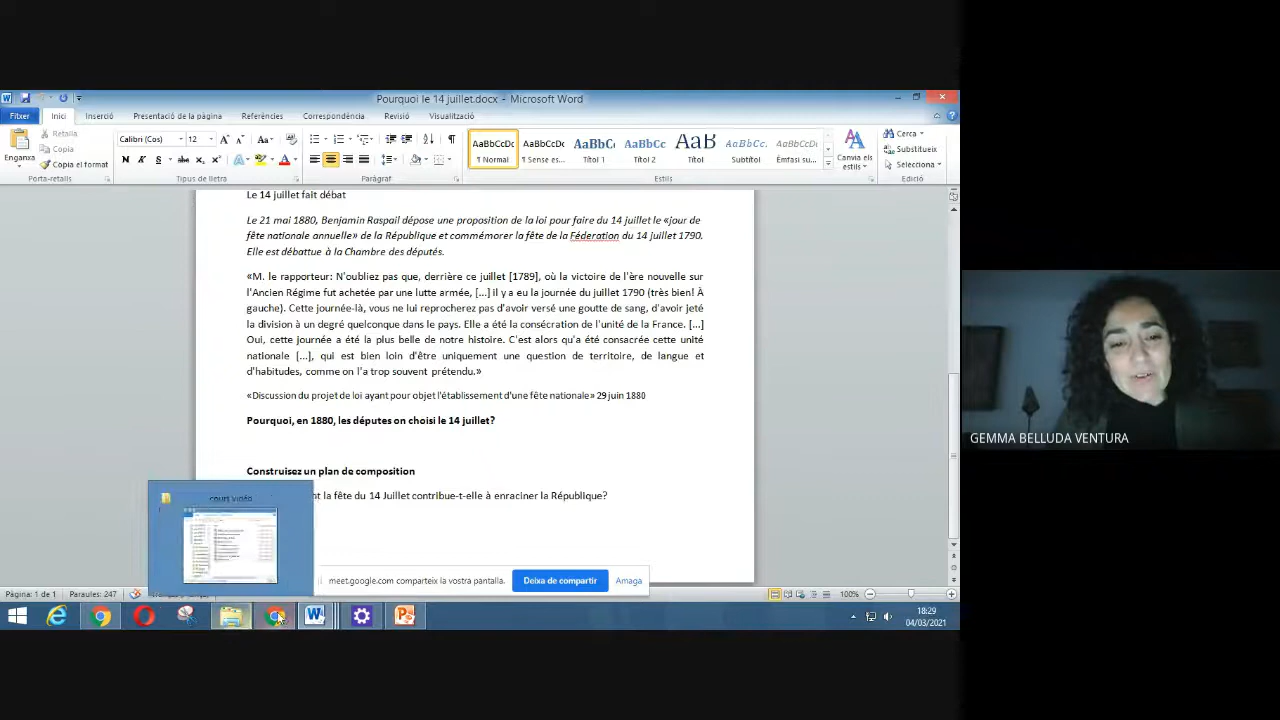 Pourquoi le 14 juillet.docx - Microsoft Word
Fitxer Inici Inserció Presentació de la pàgina Referències Correspondència Revisió Visualització
Enganxa
Retalla
Copia
Copia el format
Porta-retalls
Calibri (Cos) 12
Tipus de lletra
Paràgraf
AaBbCcDc AaBbCcDc AaBbC AaBbCc AaB AaBbCc. AaBbCcDc
¶ Normal ¶ Sense es... Títol 1 Títol 2 Títol Subtítol Èmfasi su...
Estils
Canvia els
estils
Cerca
Substitueix
Selecciona
Edició
Le 14 juillet fait débat
Le 21 mai 1880, Benjamin Raspail dépose une proposition de la loi pour faire du 14 juillet le «jour de
fête nationale annuelle» de la République et commémorer la fête de la Féderation du 14 juillet 1790.
Elle est débattue à la Chambre des députés.
«M. le rapporteur: N'oubliez pas que, derrière ce juillet [1789], où la victoire de l'ère nouvelle sur
l'Ancien Régime fut achetée par une lutte armée, [...] il y a eu la journée du juillet 1790 (très bien! À
gauche). Cette journée-là, vous ne lui reprocherez pas d'avoir versé une goutte de sang, d'avoir jeté
la division à un degré quelconque dans le pays. Elle a été la consécration de l'unité de la France. [...]
Oui, cette journée a été la plus belle de notre histoire. C'est alors qu'a été consacrée cette unité
nationale [...], qui est bien loin d'être uniquement une question de territoire, de langue et
d'habitudes, comme on l'a trop souvent prétendu.»
«Discussion du projet de loi ayant pour objet l'établissement d'une fête nationale» 29 juin 1880
Pourquoi, en 1880, les députes on choisi le 14 juillet?
Construisez un plan de composition
nt la fête du 14 Juillet contribue-t-elle à enraciner la République?
court vidéo
meet.google.com comparteix la vostra pantalla. Deixa de compartir Amaga
Pàgina: 1 de 1 Paraules: 247
100%
18:29
04/03/2021
GEMMA BELLUDA VENTURA